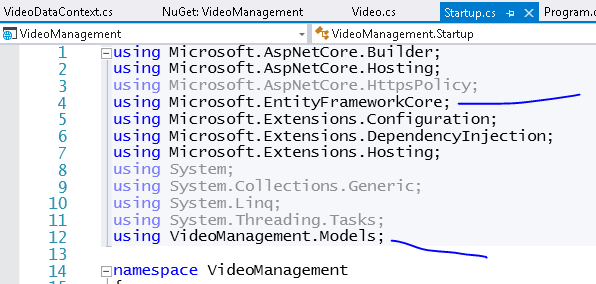 VideoDataContext.cs NuGet: VideoManagement Video.cs Startup.cs Program.c
VideoManagement VideoManagement.Startup
1 using Microsoft.AspNetCore.Builder;
2 using Microsoft.AspNetCore.Hosting;
3 using Microsoft.AspNetCore.HttpsPolicy;
4 using Microsoft.EntityFrameworkCore;
5 using Microsoft.Extensions.Configuration;
6 using Microsoft.Extensions.DependencyInjection;
7 using Microsoft.Extensions.Hosting;
8 using System;
9 using System.Collections.Generic;
10 using System.Linq;
11 using System.Threading.Tasks;
12 using VideoManagement.Models;
13
14 namespace VideoManagement
15 {